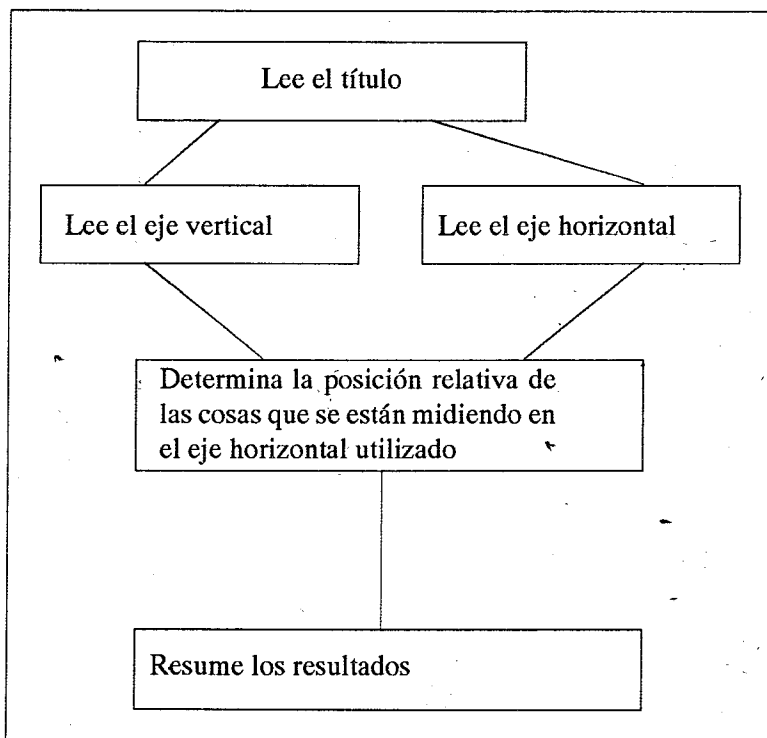 Lee el título
Lee el eje vertical
Lee el eje horizontal
Determina la posición relativa de
las cosas que se están midiendo en
el eje horizontal utilizado
Resume los resultados